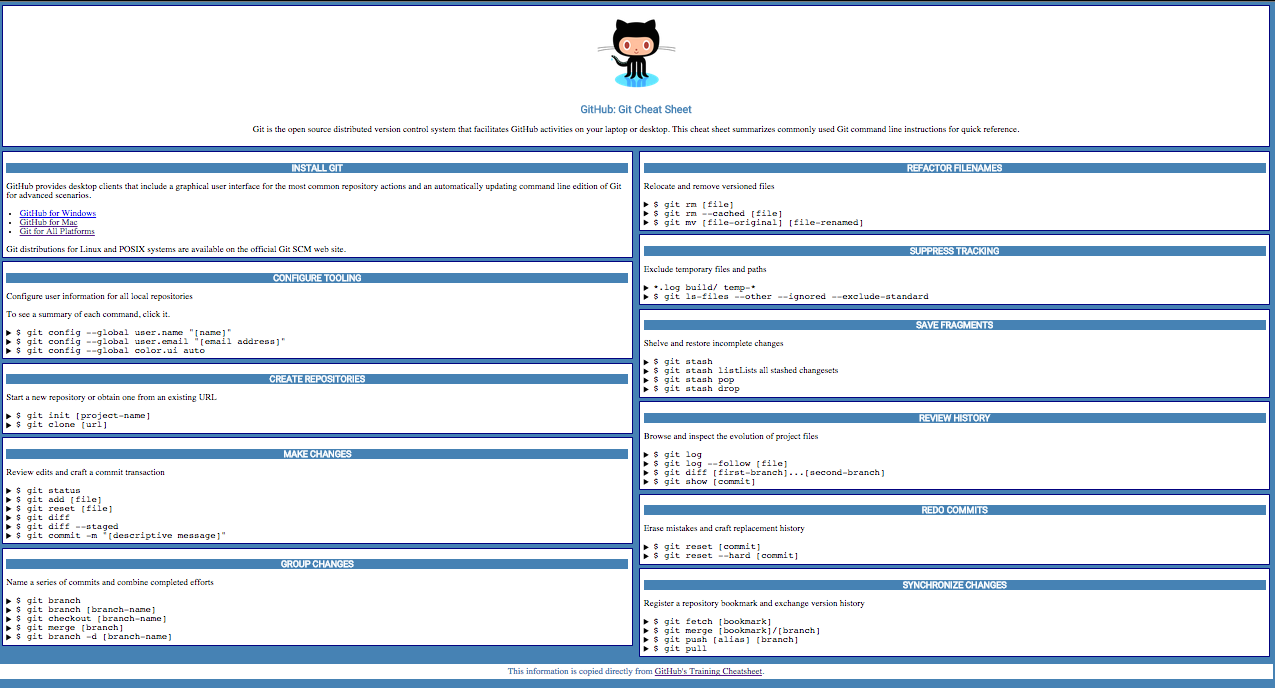 GitHub: Git Cheat Sheet
Git is the open source distributed version control system that facilitates GitHub activities on your laptop or desktop. This cheat sheet summarizes commonly used Git command line instructions for quick reference.
INSTALL GIT
GitHub provides desktop clients that include a graphical user interface for the most common repository actions and an automatically updating command line edition of Git
for advanced scenarios.
• GitHub for Windows
• GitHub for Mac
• Git for All Platforms
Git distributions for Linux and POSIX systems are available on the official Git SCM web site.
CONFIGURE TOOLING
Configure user information for all local repositories
To see a summary of each command, click it.
▶ $ git config --global user.name "[name]"
▶ $ git config --global user.email "[email address]"
▶ $ git config --global color.ui auto
CREATE REPOSITORIES
Start a new repository or obtain one from an existing URL
▶ $ git init [project-name]
▶ $ git clone [url]
MAKE CHANGES
Review edits and craft a commit transaction
▶ $ git status
▶ $ git add [file]
▶ $ git reset [file]
▶ $ git diff
▶ $ git diff --staged
▶ $ git commit -m "[descriptive message]"
GROUP CHANGES
Name a series of commits and combine completed efforts
▶ $ git branch
▶ $ git branch [branch-name]
▶ $ git checkout [branch-name]
▶ $ git merge [branch]
▶ $ git branch -d [branch-name]
REFACTOR FILENAMES
Relocate and remove versioned files
▶ $ git rm [file]
▶ $ git rm --cached [file]
▶ $ git mv [file-original] [file-renamed]
SUPPRESS TRACKING
Exclude temporary files and paths
▶ *.log build/ temp-*
▶ $ git ls-files --other --ignored --exclude-standard
SAVE FRAGMENTS
Shelve and restore incomplete changes
▶ $ git stash
▶ $ git stash listLists all stashed changesets
▶ $ git stash pop
▶ $ git stash drop
REVIEW HISTORY
Browse and inspect the evolution of project files
▶ $ git log
▶ $ git log --follow [file]
▶ $ git diff [first-branch]...[second-branch]
▶ $ git show [commit]
REDO COMMITS
Erase mistakes and craft replacement history
▶ $ git reset [commit]
▶ $ git reset --hard [commit]
SYNCHRONIZE CHANGES
Register a repository bookmark and exchange version history
▶ $ git fetch [bookmark]
▶ $ git merge [bookmark]/[branch]
▶ $ git push [alias] [branch]
▶ $ git pull
This information is copied directly from GitHub's Training Cheatsheet.